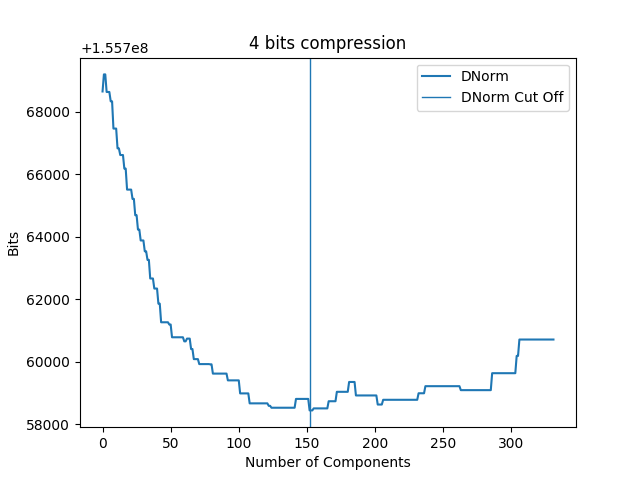 4 bits compression
+1.557e8
DNorm
DNorm Cut Off
68000
66000
64000
62000
60000
58000
Bits
0 50 100 150 200 250 300
Number of Components